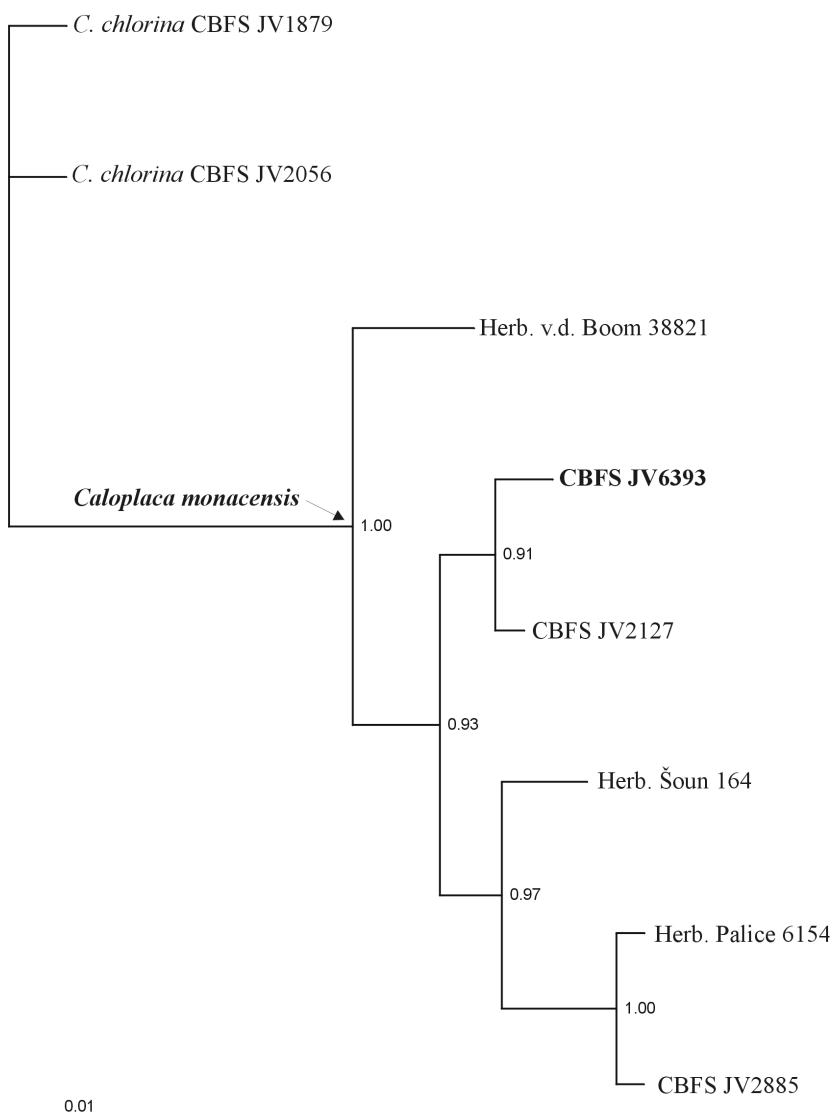 C. chlorina CBFS JV1879
C. chlorina CBFS JV2056
Herb. v.d. Boom 38821
CBFS JV6393
Caloplaca monacensis
1.00
0.91
CBFS JV2127
0.93
Herb. Šoun 164
0.97
Herb. Palice 6154
1.00
CBFS JV2885
0.01